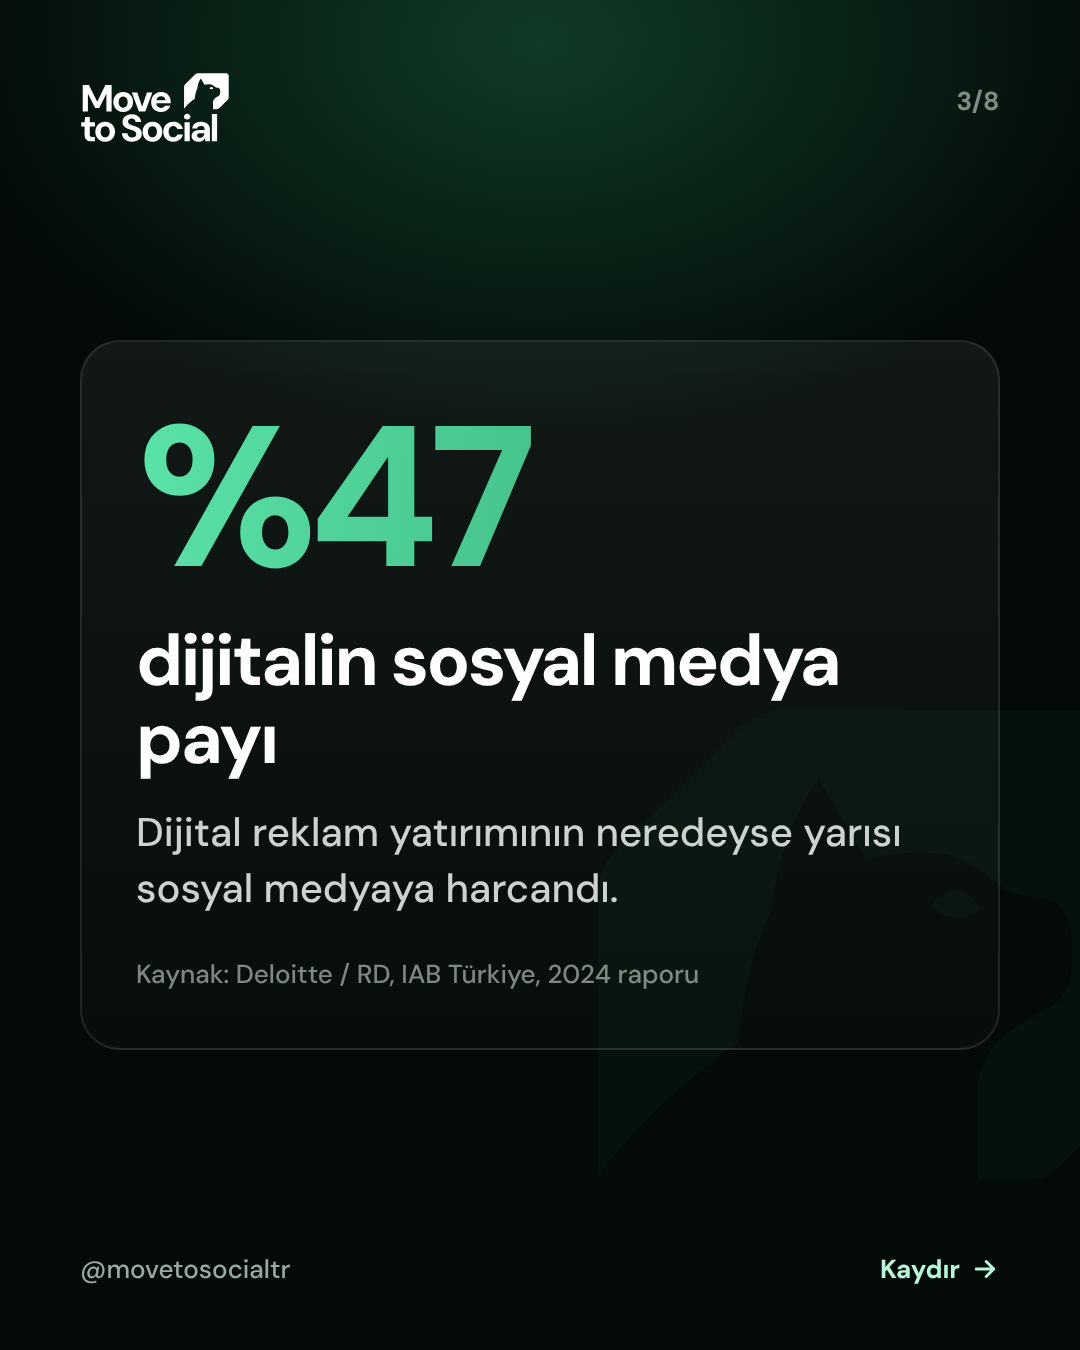 Move
to Social
3/8
%47
dijitalin sosyal medya
payı
Dijital reklam yatırımının neredeyse yarısı
sosyal medyaya harcandı.
Kaynak: Deloitte / RD, IAB Türkiye, 2024 raporu
@movetosocialtr
Kaydır →